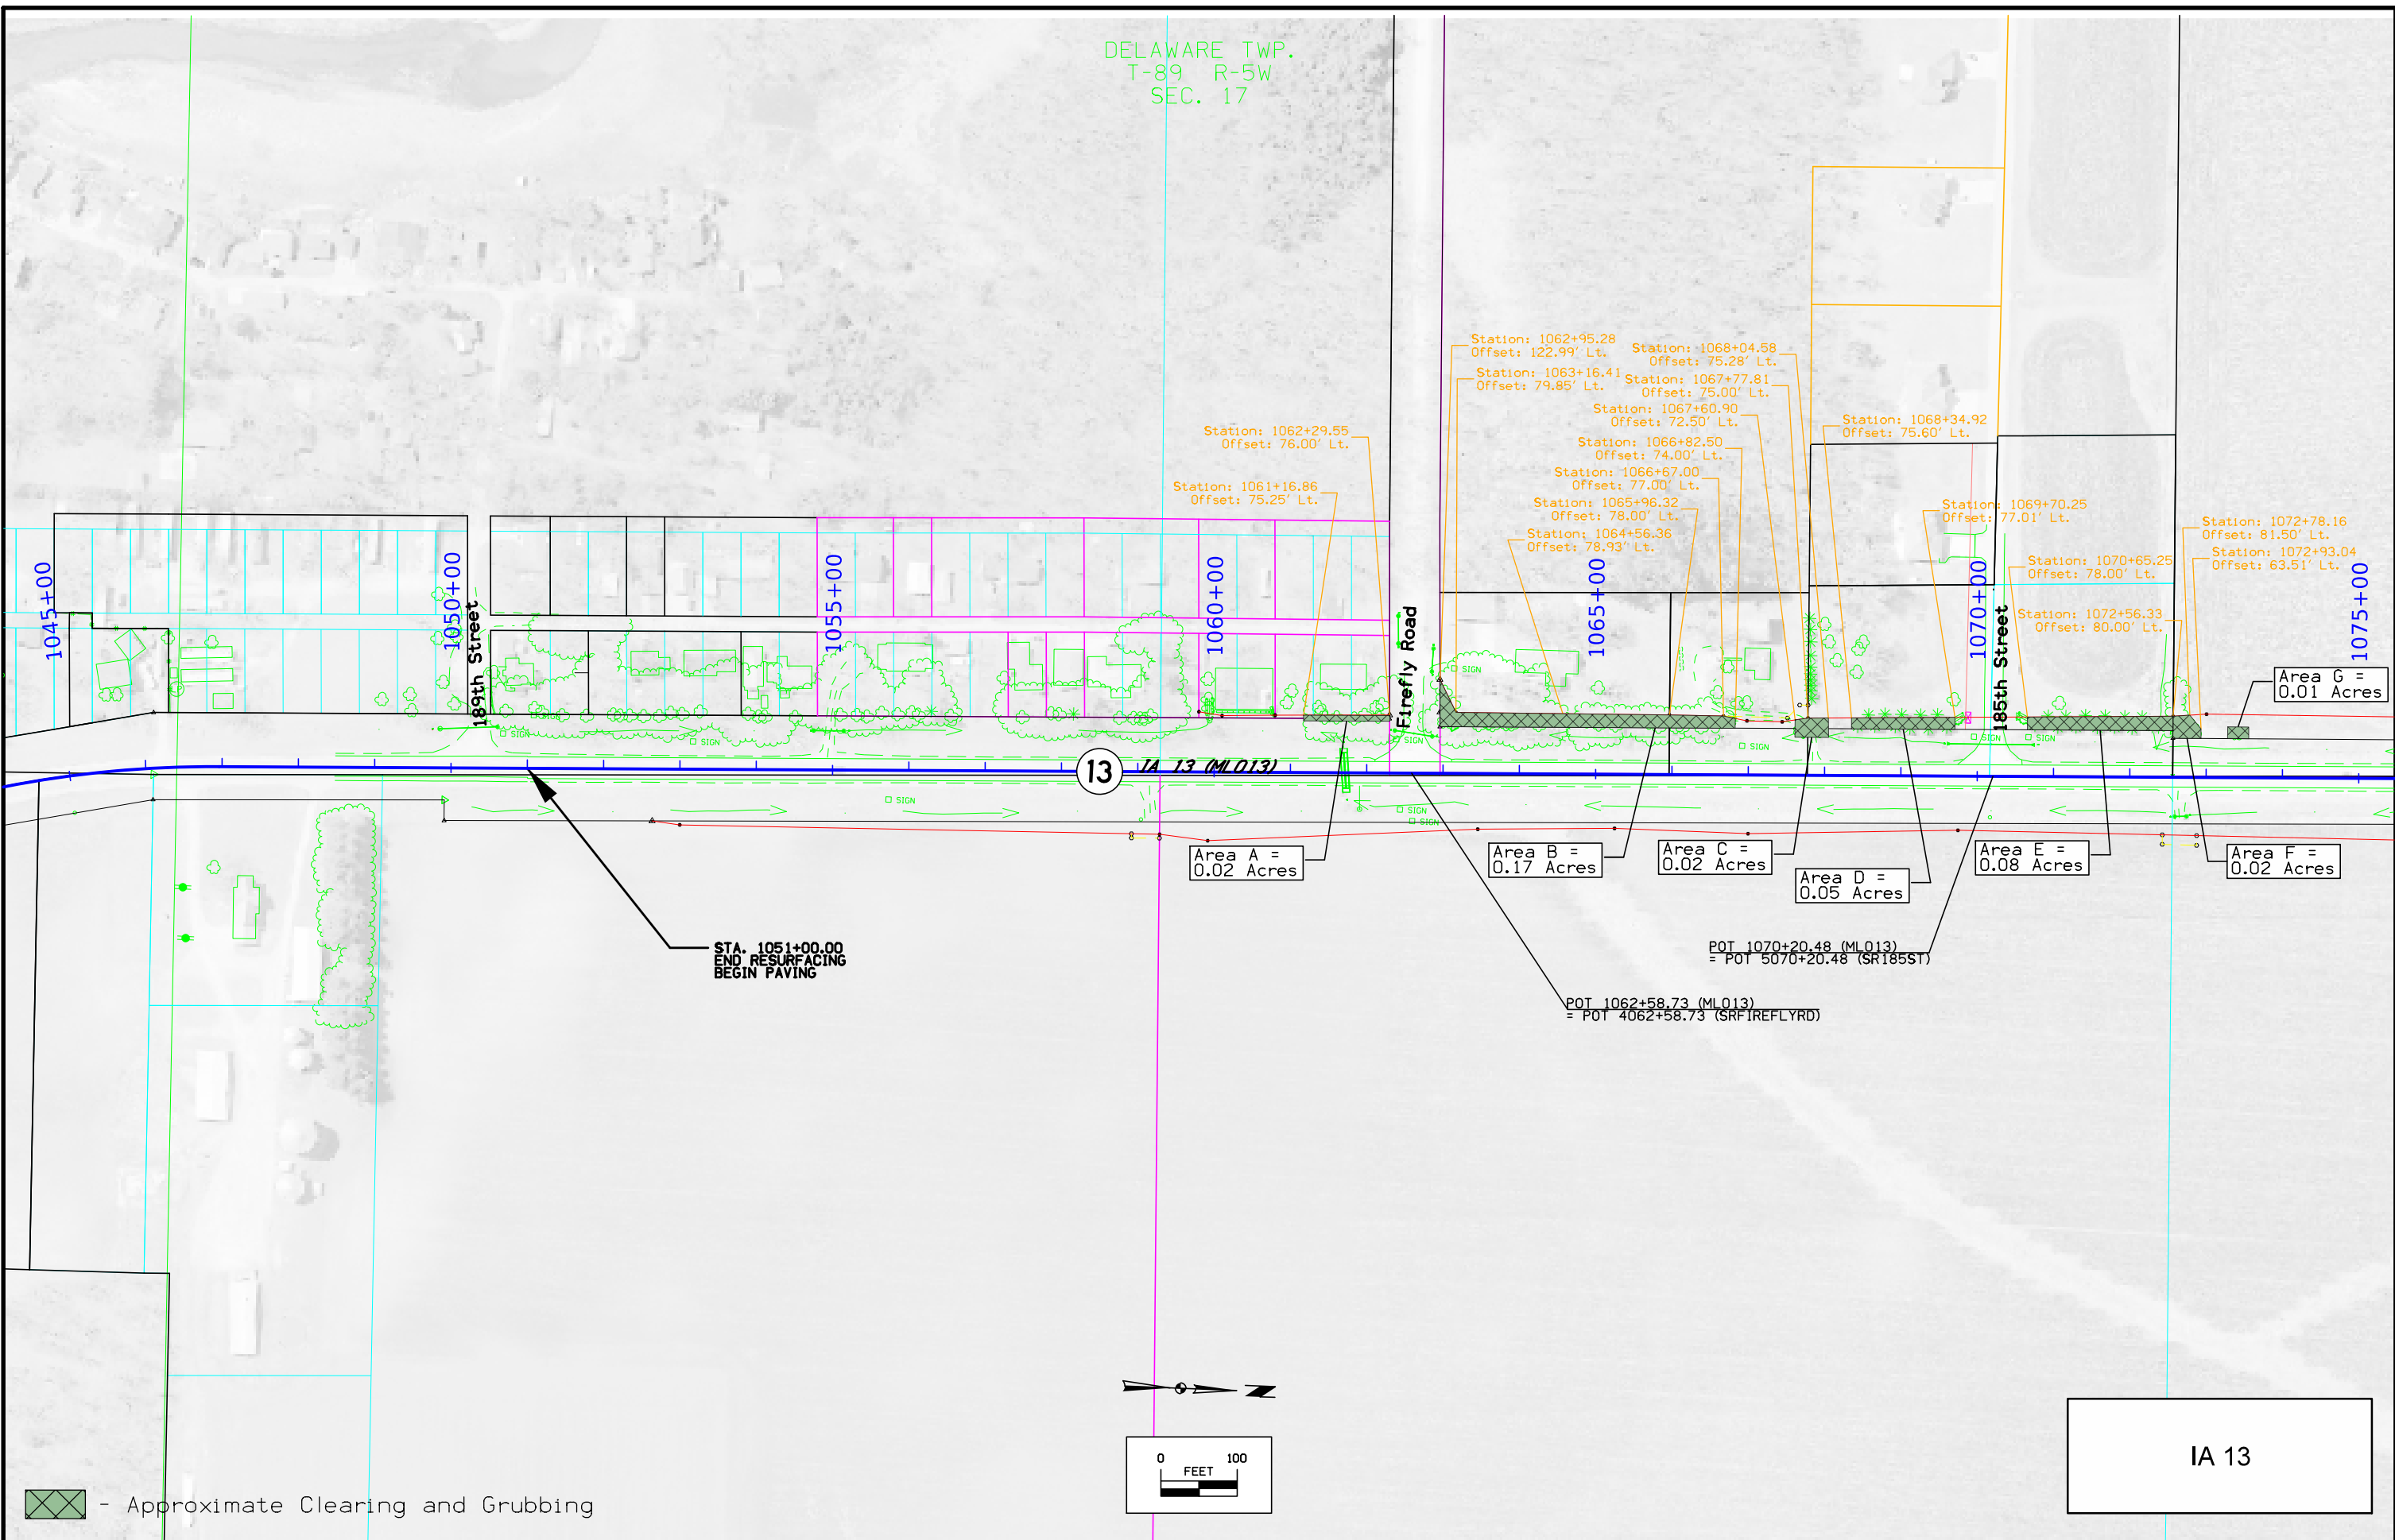 DELAWARE TWP.
T-89 R-5W
SEC. 17
Station: 1062+95.28
Offset: 122.99' Lt.
Station: 1068+04.58
Offset: 75.28' Lt.
Station: 1063+16.41
Offset: 79.85' Lt.
Station: 1067+77.81
Offset: 75.00' Lt.
Station: 1067+60.90
Offset: 72.50' Lt.
Station: 1068+34.92
Offset: 75.60' Lt.
Station: 1062+29.55
Offset: 76.00' Lt.
Station: 1066+82.50
Offset: 74.00' Lt.
Station: 1066+67.00
Offset: 77.00' Lt.
Station: 1061+16.86
Offset: 75.25' Lt.
Station: 1065+96.32
Offset: 78.00' Lt.
Station: 1069+70.25
Offset: 77.01' Lt.
Station: 1064+56.36
Offset: 78.93' Lt.
Station: 1072+78.16
Offset: 81.50' Lt.
Station: 1072+93.04
Offset: 63.51' Lt.
Station: 1070+65.25
Offset: 78.00' Lt.
Station: 1072+56.33
Offset: 80.00' Lt.
1045+00
1050+00
1055+00
1060+00
1065+00
1070+00
1075+00
189th Street
Firefly Road
185th Street
Area G =
0.01 Acres
SIGN
SIGN
SIGN
SIGN
SIGN
SIGN
SIGN
SIGN
SIGN
SIGN
SIGN
13
IA 13 (ML013)
Area A =
0.02 Acres
Area B =
0.17 Acres
Area C =
0.02 Acres
Area D =
0.05 Acres
Area E =
0.08 Acres
Area F =
0.02 Acres
STA. 1051+00.00
END RESURFACING
BEGIN PAVING
POT 1070+20.48 (ML013)
= POT 5070+20.48 (SR185ST)
POT 1062+58.73 (ML013)
= POT 4062+58.73 (SRFIREFLYRD)
N
0 100
FEET
IA 13
- Approximate Clearing and Grubbing